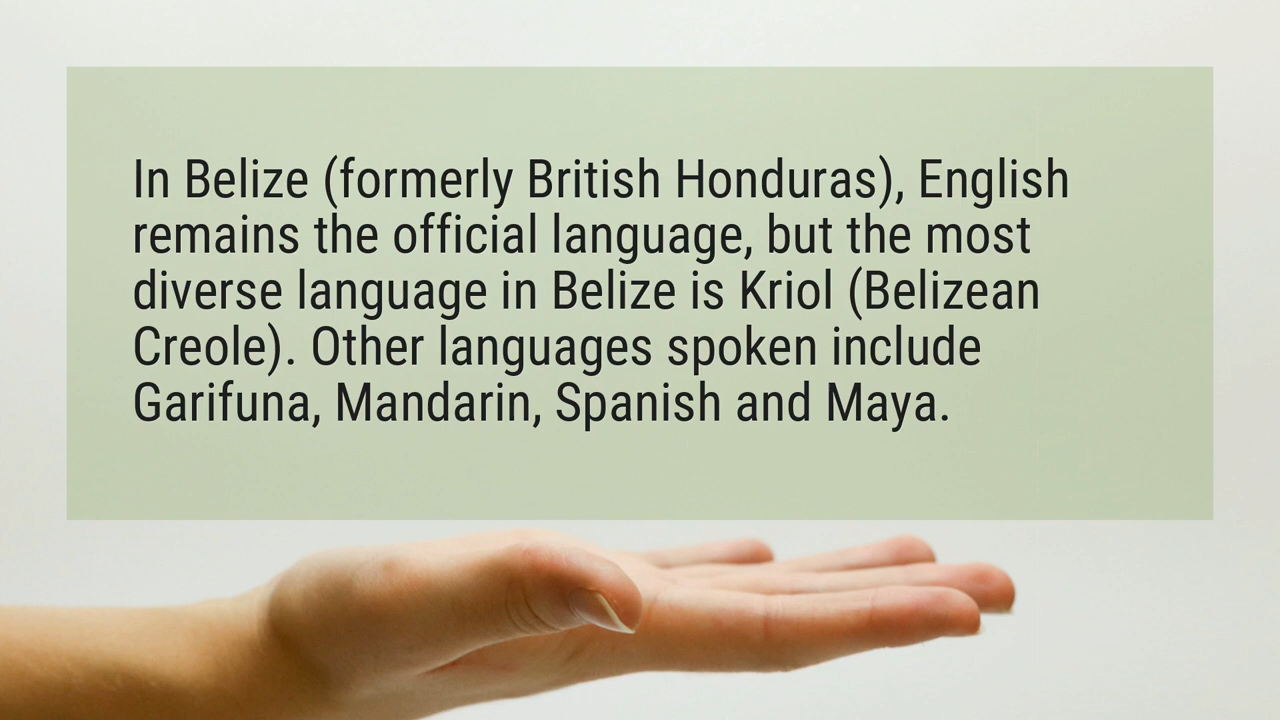 In Belize (formerly British Honduras), English
remains the official language, but the most
diverse language in Belize is Kriol (Belizean
Creole). Other languages spoken include
Garifuna, Mandarin, Spanish and Maya.